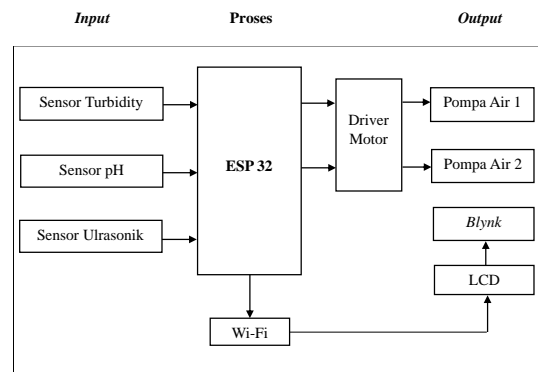 Input
Proses
Output
Sensor Turbidity
Sensor pH
Sensor Ulrasonik
ESP 32
Driver
Motor
Pompa Air 1
Pompa Air 2
Blynk
LCD
Wi-Fi